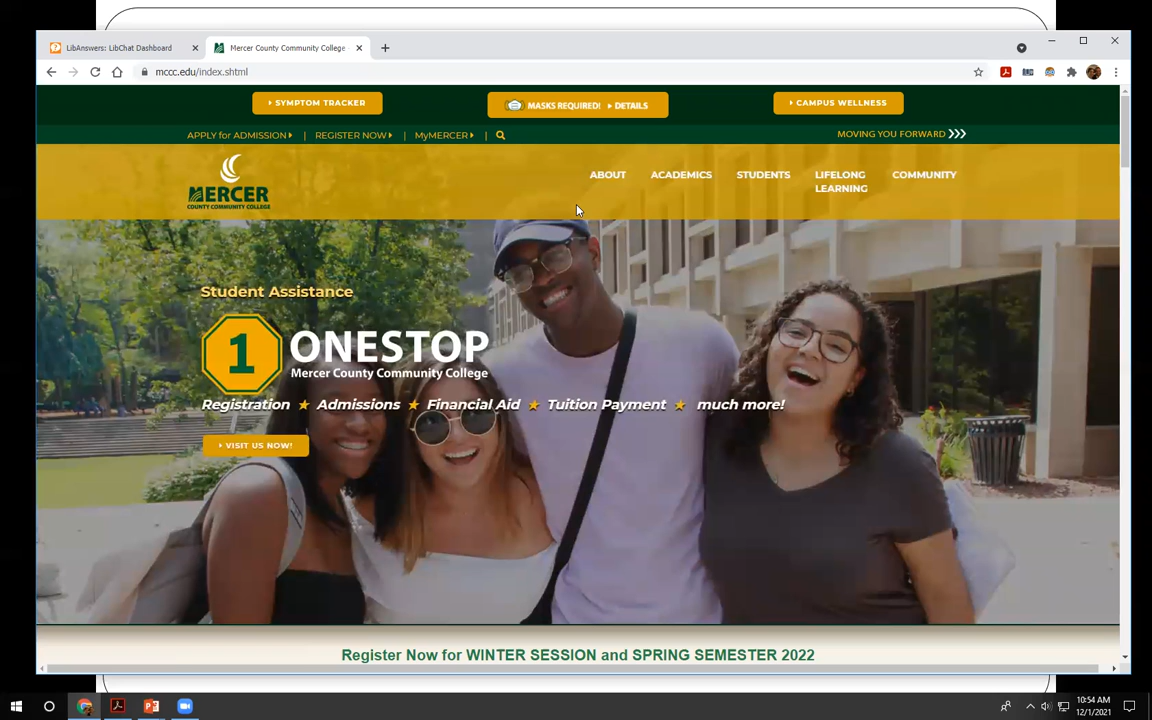 LibAnswers: LibChat Dashboard
Mercer County Community College
mccc.edu/index.shtml
SYMPTOM TRACKER
MASKS REQUIRED! DETAILS
CAMPUS WELLNESS
APPLY for ADMISSION | REGISTER NOW | MyMERCER |
MOVING YOU FORWARD
MERCER
COUNTY COMMUNITY COLLEGE
ABOUT
ACADEMICS
STUDENTS
LIFELONG
LEARNING
COMMUNITY
Student Assistance
1 ONESTOP
Mercer County Community College
Registration ★ Admissions ★ Financial Aid ★ Tuition Payment ★ much more!
VISIT US NOW!
Register Now for WINTER SESSION and SPRING SEMESTER 2022
10:54 AM
12/1/2021